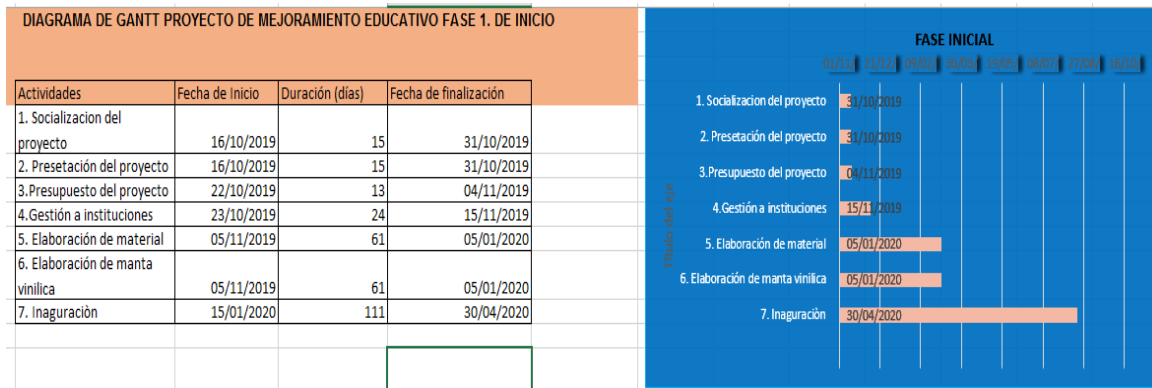 DIAGRAMA DE GANTT PROYECTO DE MEJORAMIENTO EDUCATIVO FASE 1. DE INICIO
Actividades Fecha de Inicio Duración (días) Fecha de finalización
1. Socializacion del
proyecto 16/10/2019 15 31/10/2019
2. Presetación del proyecto 16/10/2019 15 31/10/2019
3.Presupuesto del proyecto 22/10/2019 13 04/11/2019
4.Gestión a instituciones 23/10/2019 24 15/11/2019
5. Elaboración de material 05/11/2019 61 05/01/2020
6. Elaboración de manta
vinilica 05/11/2019 61 05/01/2020
7. Inaguraciòn 15/01/2020 111 30/04/2020
FASE INICIAL
Título del eje
1. Socializacion del proyecto 31/10/2019
2. Presetación del proyecto 31/10/2019
3.Presupuesto del proyecto 04/11/2019
4.Gestión a instituciones 15/11/2019
5. Elaboración de material 05/01/2020
6. Elaboración de manta vinilica 05/01/2020
7. Inaguraciòn 30/04/2020